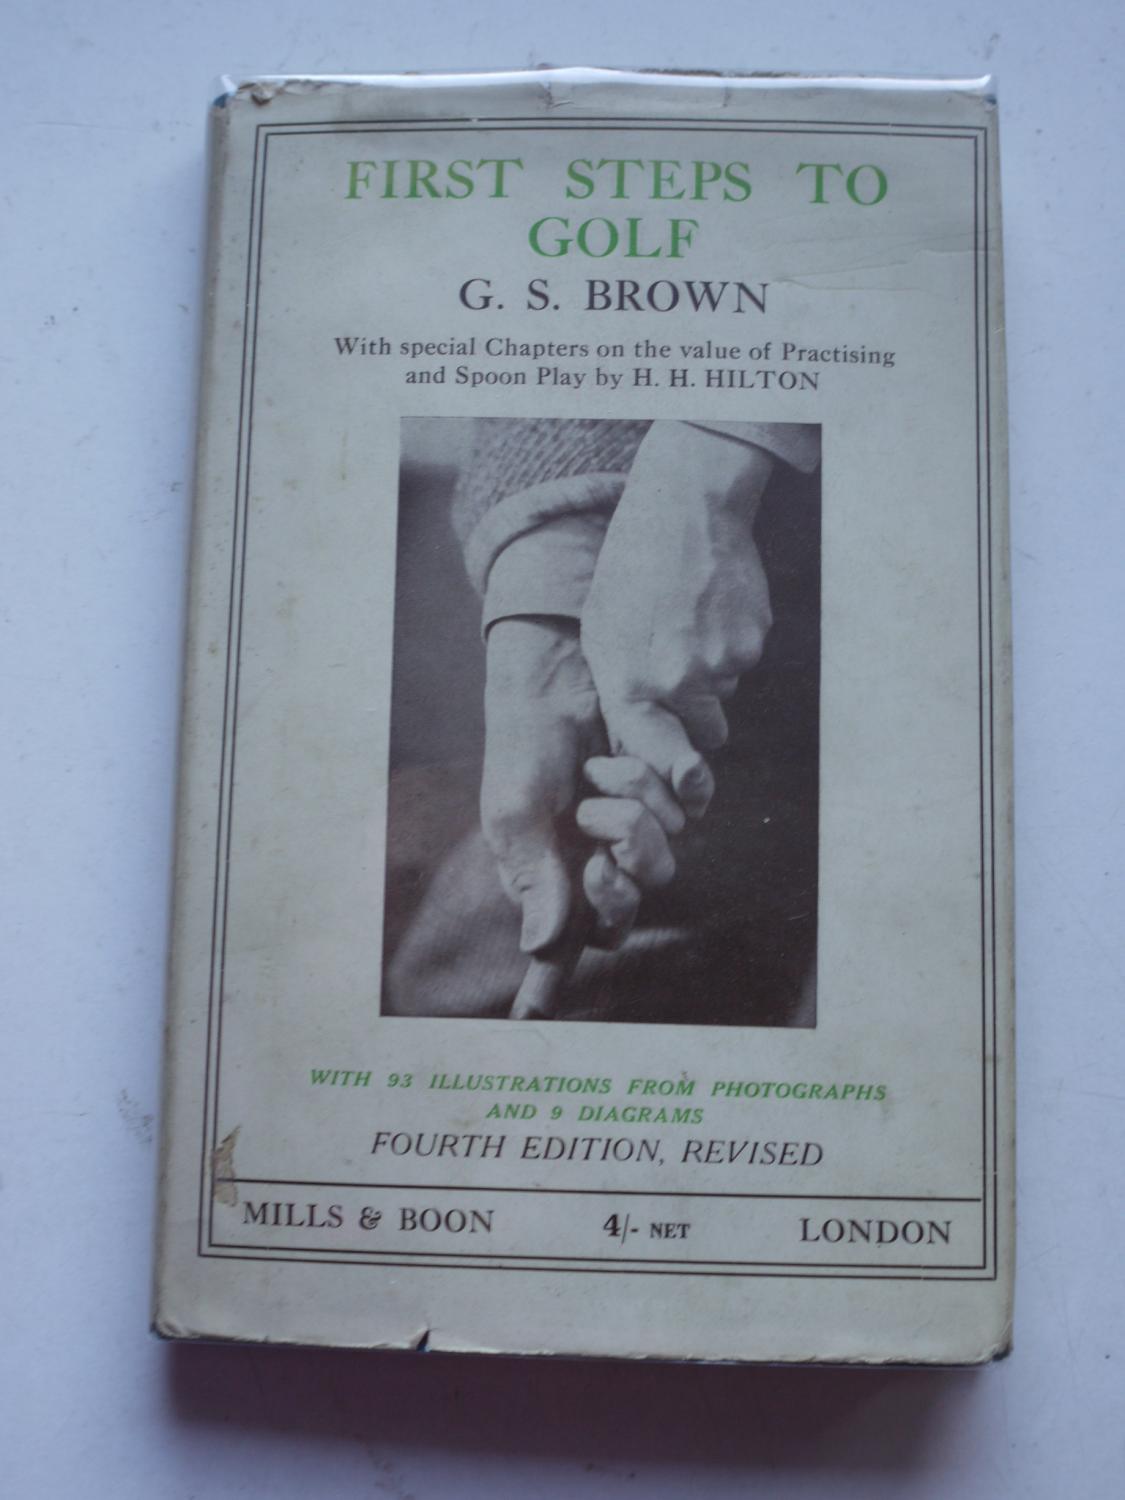 FIRST STEPS TO
GOLF
G. S. BROWN
With special Chapters on the value of Practising
and Spoon Play by H. H. HILTON
WITH 93 ILLUSTRATIONS FROM PHOTOGRAPHS
AND 9 DIAGRAMS
FOURTH EDITION, REVISED
MILLS & BOON 4/- NET LONDON